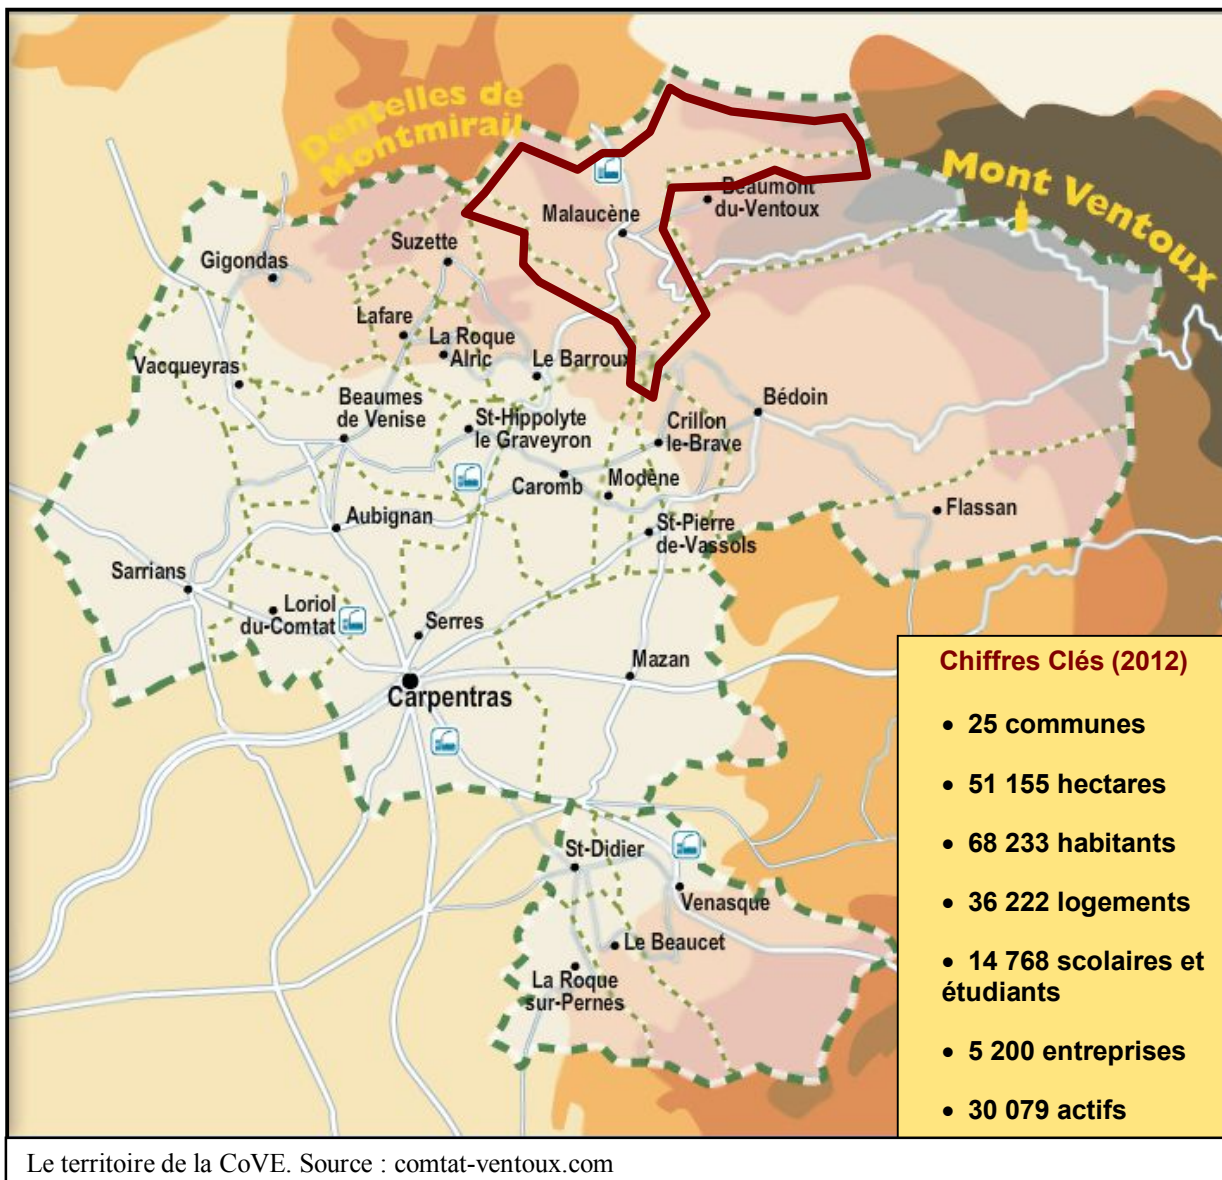 Dentelles de
Montmirail
Mont Ventoux
Beaumont
du-Ventoux
Malaucène
Suzette
Gigondas
Lafare
La Roque
Alric
Le Barroux
Vacqueyras
Beaumes
de Venise
St-Hippolyte
le Graveyron
Crillon
le-Brave
Bédoin
Caromb
Modène
Flassan
Aubignan
St-Pierre
de-Vassols
Sarrians
Loriol
du-Comtat
Serres
Mazan
Carpentras
St-Didier
Venasque
Le Beaucet
La Roque
sur-Pernes
Chiffres Clés (2012)
• 25 communes
• 51 155 hectares
• 68 233 habitants
• 36 222 logements
• 14 768 scolaires et
étudiants
• 5 200 entreprises
• 30 079 actifs
Le territoire de la CoVE. Source : comtat-ventoux.com